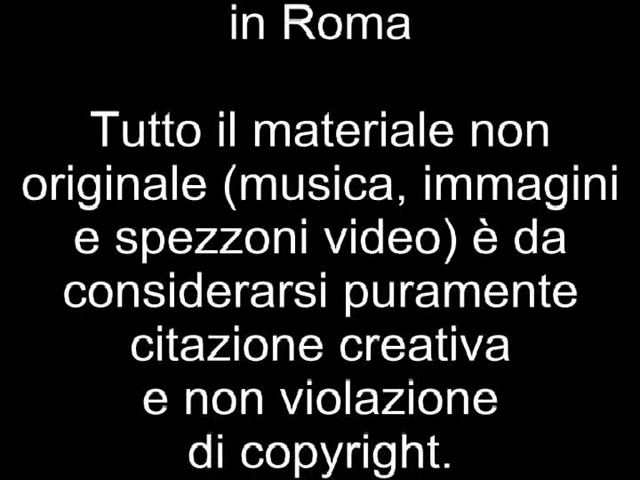 in Roma
Tutto il materiale non
originale (musica, immagini
e spezzoni video) è da
considerarsi puramente
citazione creativa
e non violazione
di copyright.